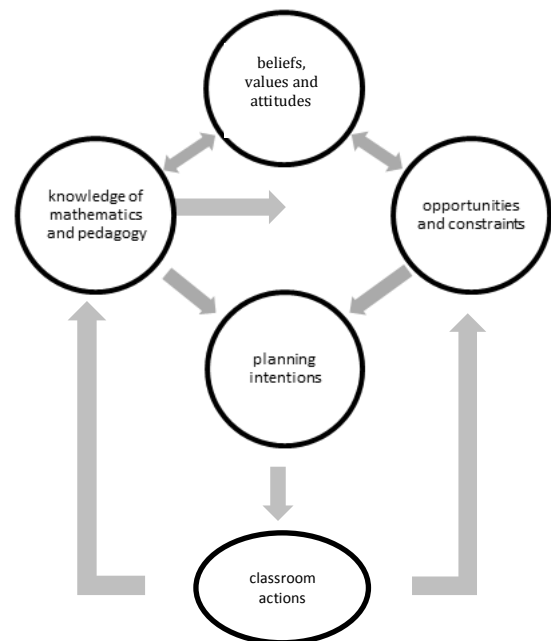 beliefs,
values and
attitudes
knowledge of
mathematics
and pedagogy
opportunities
and constraints
planning
intentions
classroom
actions